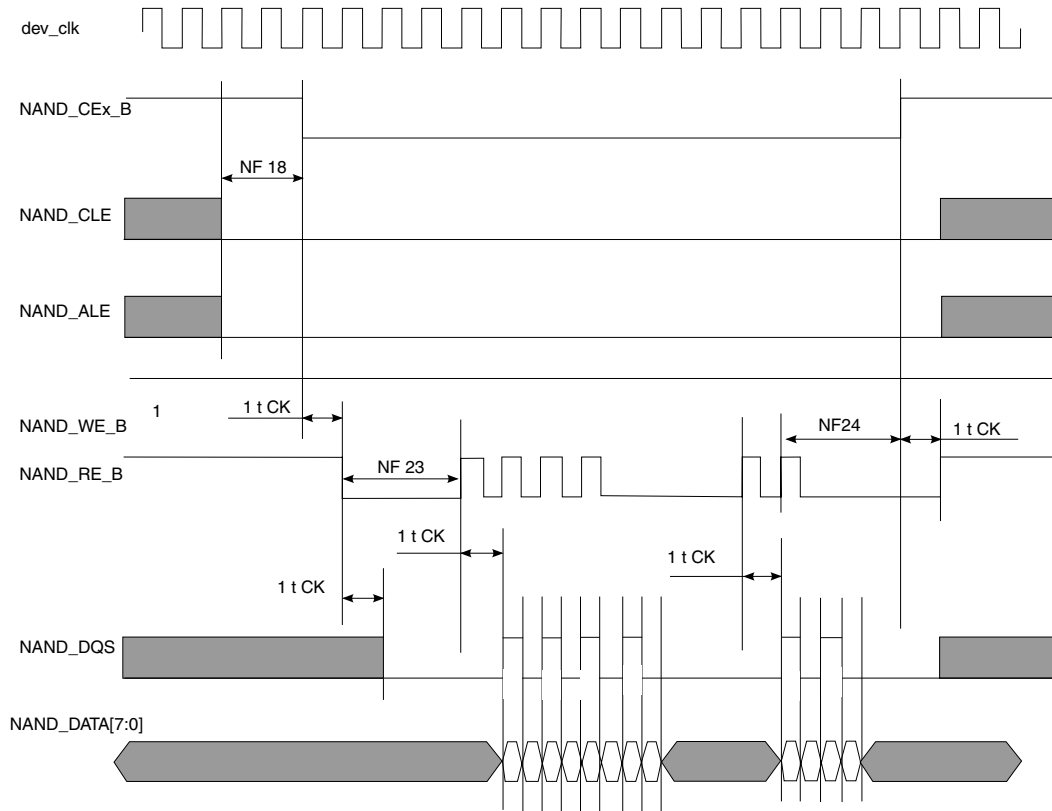 dev_clk
NAND_CEx_B
NF 18
NAND_CLE
NAND_ALE
1
1 t CK
NAND_WE_B
NF24
1 t CK
NAND_RE_B
NF 23
1 t CK
1 t CK
1 t CK
NAND_DQS
NAND_DATA[7:0]